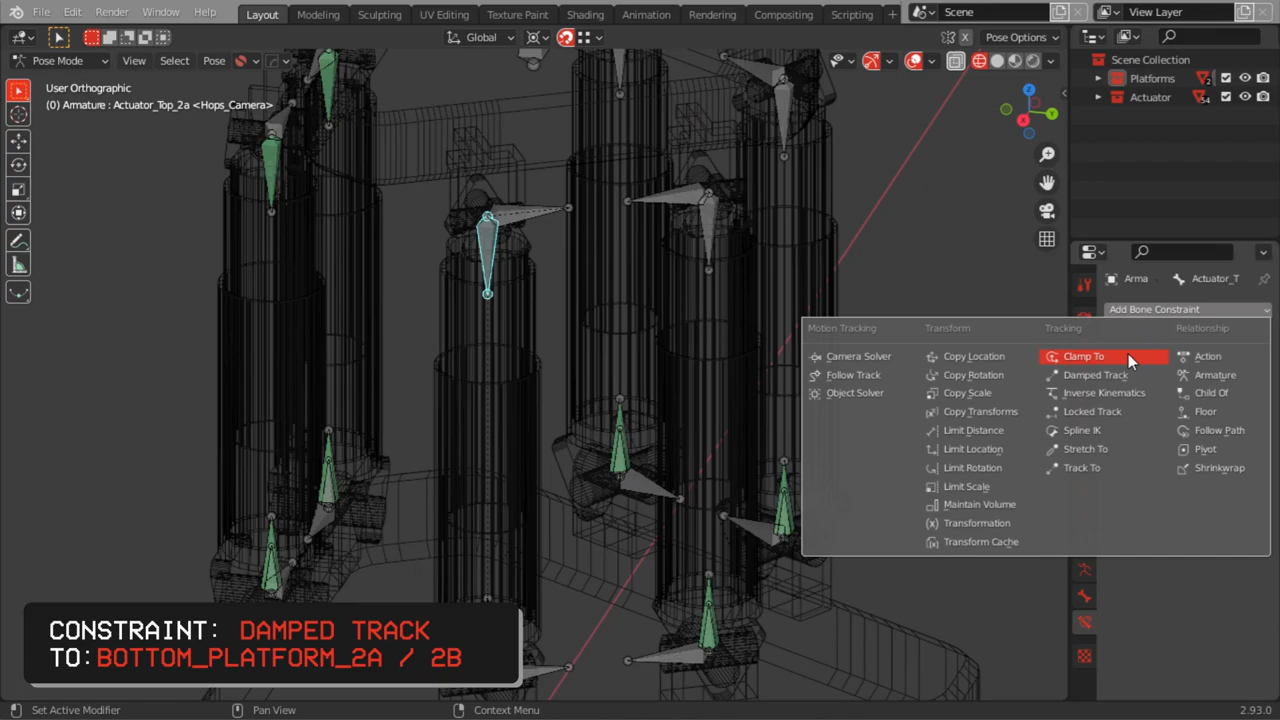 File Edit Render Window Help Layout Modeling Sculpting UV Editing Texture Paint Shading Animation Rendering Compositing Scripting + Scene View Layer
Global Pose Options
Pose Mode View Select Pose
User Orthographic
(0) Armature : Actuator_Top_2a <Hops_Camera>
Z
Y
X
Scene Collection
Platforms 2
Actuator 54
Arma Actuator_T
Add Bone Constraint
Motion Tracking Transform Tracking Relationship
Camera Solver Copy Location Clamp To Action
Follow Track Copy Rotation Damped Track Armature
Object Solver Copy Scale Inverse Kinematics Child Of
Copy Transforms Locked Track Floor
Limit Distance Spline IK Follow Path
Limit Location Stretch To Pivot
Limit Rotation Track To Shrinkwrap
Limit Scale
Maintain Volume
Transformation
Transform Cache
CONSTRAINT: DAMPED TRACK
TO:BOTTOM_PLATFORM_2A / 2B
Set Active Modifier Pan View Context Menu 2.93.0